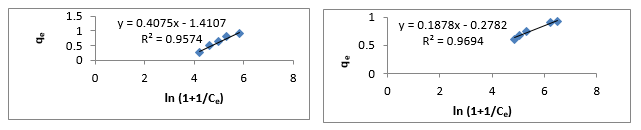 y = 0.4075x - 1.4107
R² = 0.9574
1.5
1
0.5
0
qₑ
0 2 4 6 8
ln (1+1/Cₑ)
y = 0.1878x - 0.2782
R² = 0.9694
1
0.5
0
qₑ
0 2 4 6 8
ln (1+1/Cₑ)